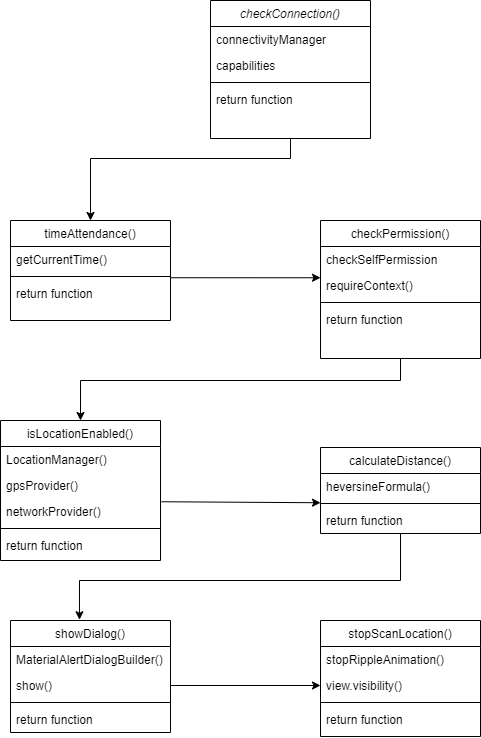 checkConnection()
connectivityManager
capabilities
return function
timeAttendance()
getCurrentTime()
return function
checkPermission()
checkSelfPermission
requireContext()
return function
isLocationEnabled()
LocationManager()
gpsProvider()
networkProvider()
return function
calculateDistance()
heversineFormula()
return function
showDialog()
MaterialAlertDialogBuilder()
show()
return function
stopScanLocation()
stopRippleAnimation()
view.visibility()
return function